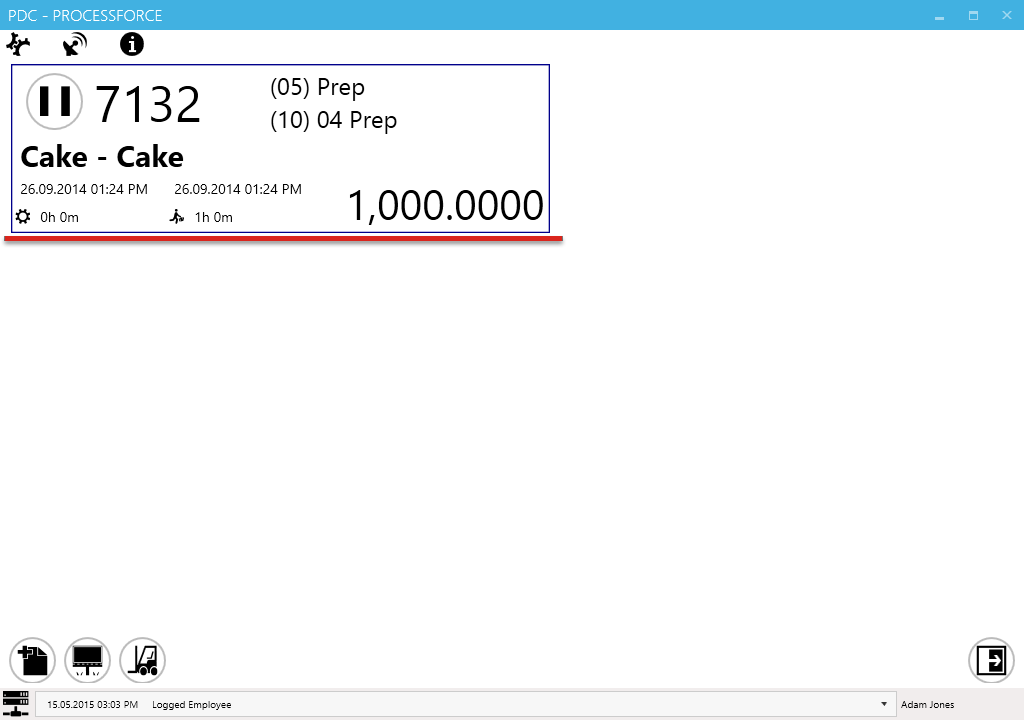 PDC - PROCESSFORCE
7132
(05) Prep
(10) 04 Prep
Cake - Cake
26.09.2014 01:24 PM 26.09.2014 01:24 PM
0h 0m 1h 0m 1,000.0000
15.05.2015 03:03 PM Logged Employee Adam Jones